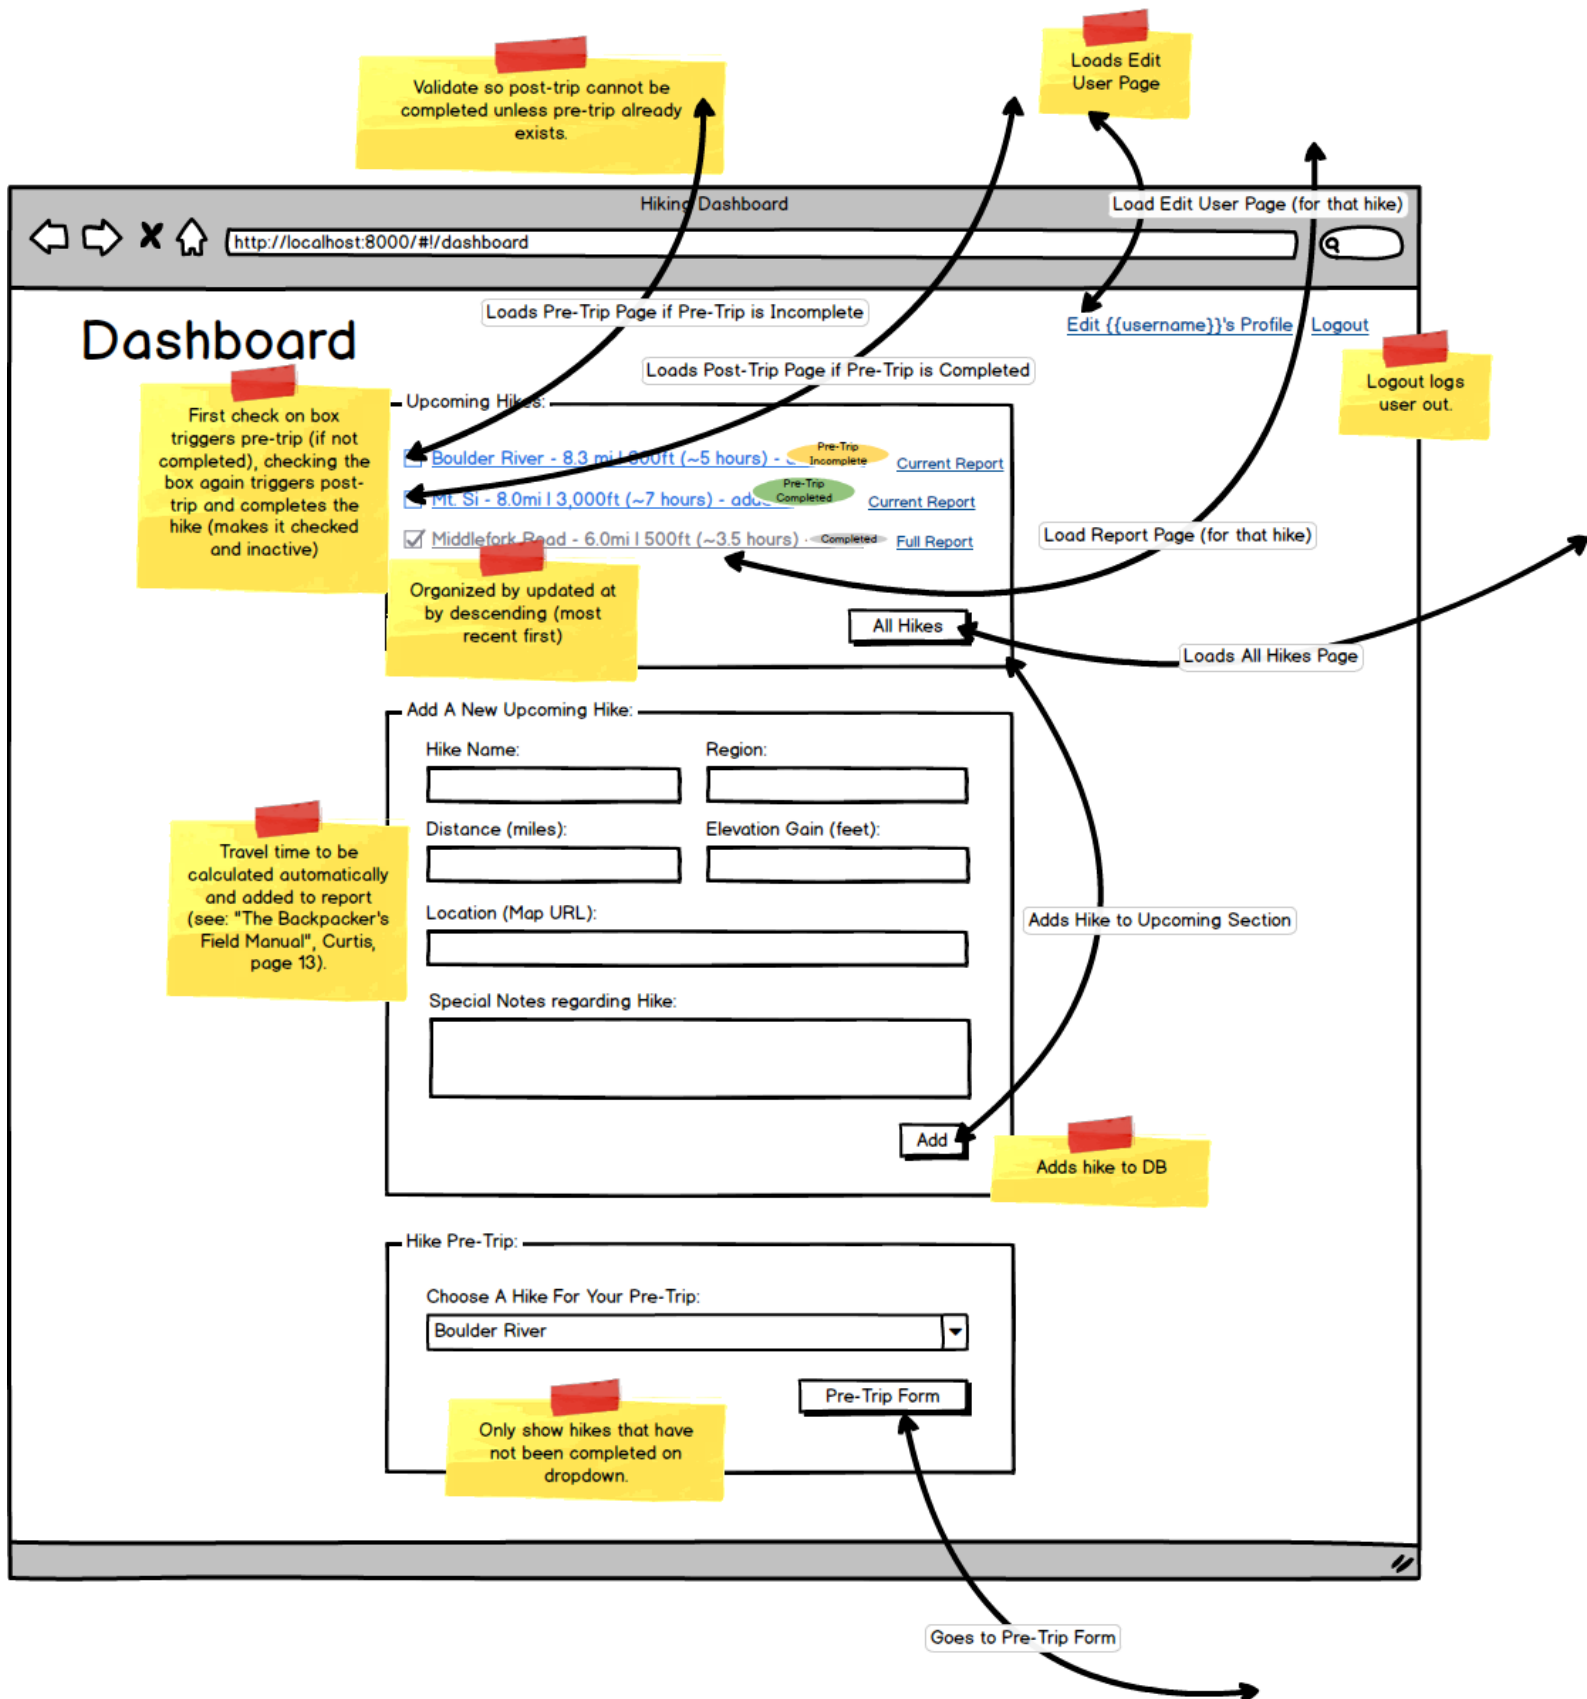 Validate so post-trip cannot be
completed unless pre-trip already
exists.
Loads Edit
User Page
Hiking Dashboard
Load Edit User Page (for that hike)
http://localhost:8000/#!/dashboard
Loads Pre-Trip Page if Pre-Trip is Incomplete
Dashboard
Edit {{username}}'s Profile
Logout
Loads Post-Trip Page if Pre-Trip is Completed
Logout logs
user out.
First check on box
triggers pre-trip (if not
completed), checking the
box again triggers post-
trip and completes the
hike (makes it checked
and inactive)
Upcoming Hikes:
Boulder River - 8.3 mi | 800ft (~5 hours) -
Pre-Trip
Incomplete
Current Report
Mt. Si - 8.0mi | 3,000ft (~7 hours) -
Pre-Trip
Completed
Current Report
Middlefork Road - 6.0mi | 500ft (~3.5 hours) -
Completed
Full Report
Load Report Page (for that hike)
Organized by updated at
by descending (most
recent first)
All Hikes
Loads All Hikes Page
Add A New Upcoming Hike:
Hike Name:
Region:
Distance (miles):
Elevation Gain (feet):
Travel time to be
calculated automatically
and added to report
(see: "The Backpacker's
Field Manual", Curtis,
page 13).
Location (Map URL):
Adds Hike to Upcoming Section
Special Notes regarding Hike:
Add
Adds hike to DB
Hike Pre-Trip:
Choose A Hike For Your Pre-Trip:
Boulder River
Pre-Trip Form
Only show hikes that have
not been completed on
dropdown.
Goes to Pre-Trip Form